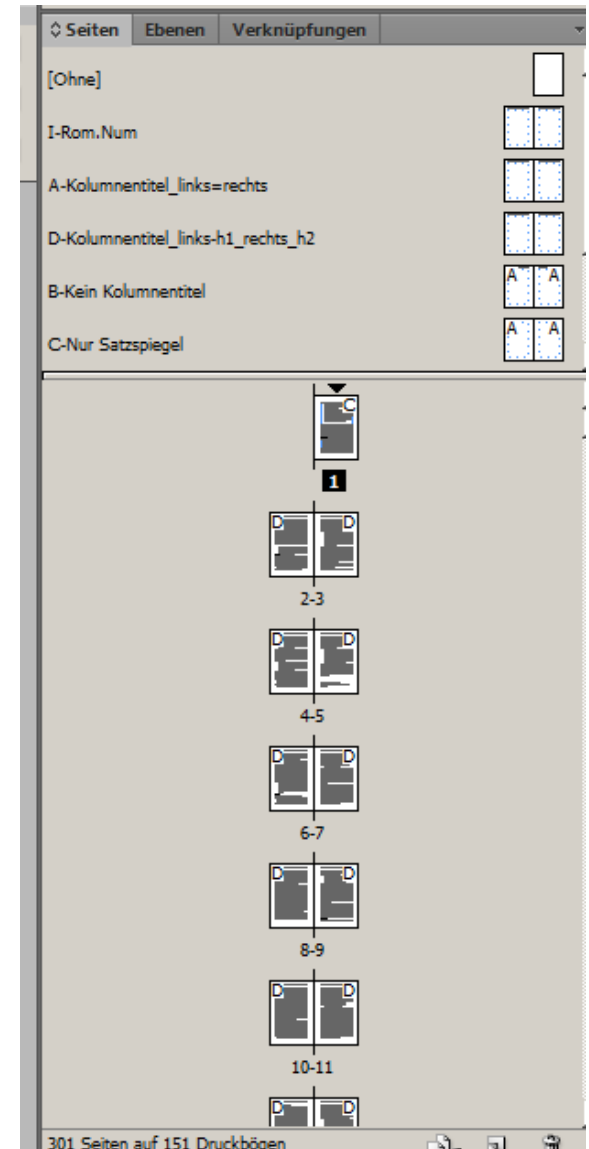 Seiten Ebenen Verknüpfungen
[Ohne]
I-Rom.Num
A-Kolumnentitel_links=rechts
D-Kolumnentitel_links-h1_rechts_h2
B-Kein Kolumnentitel
A A
C-Nur Satzspiegel
A A
C
1
D D
2-3
D D
4-5
D D
6-7
D D
8-9
D D
10-11
D D
301 Seiten auf 151 Druckbögen